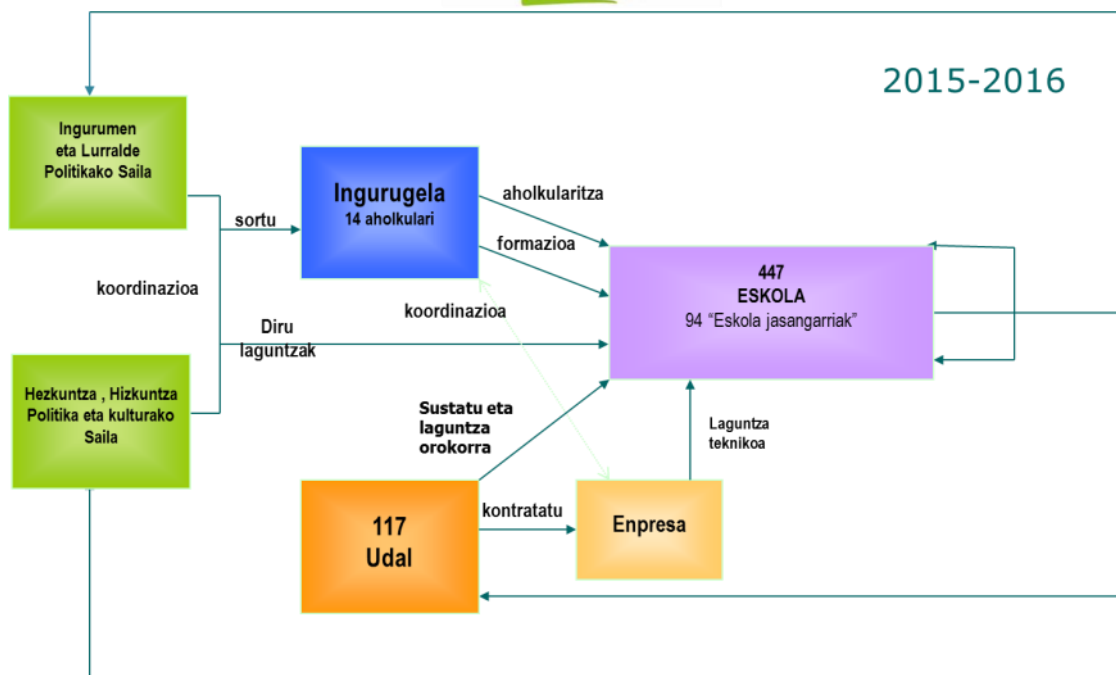 2015-2016
Ingurumen
eta Lurralde
Politikako Saila
sortu
Ingurugela
14 aholkulari
aholkularitza
formazioa
447
ESKOLA
94 “Eskola jasangarriak”
koordinazioa
koordinazioa
Diru
laguntzak
Hezkuntza , Hizkuntza
Politika eta kulturako
Saila
Sustatu eta
laguntza
orokorra
Laguntza
teknikoa
117
Udal
kontratatu
Enpresa